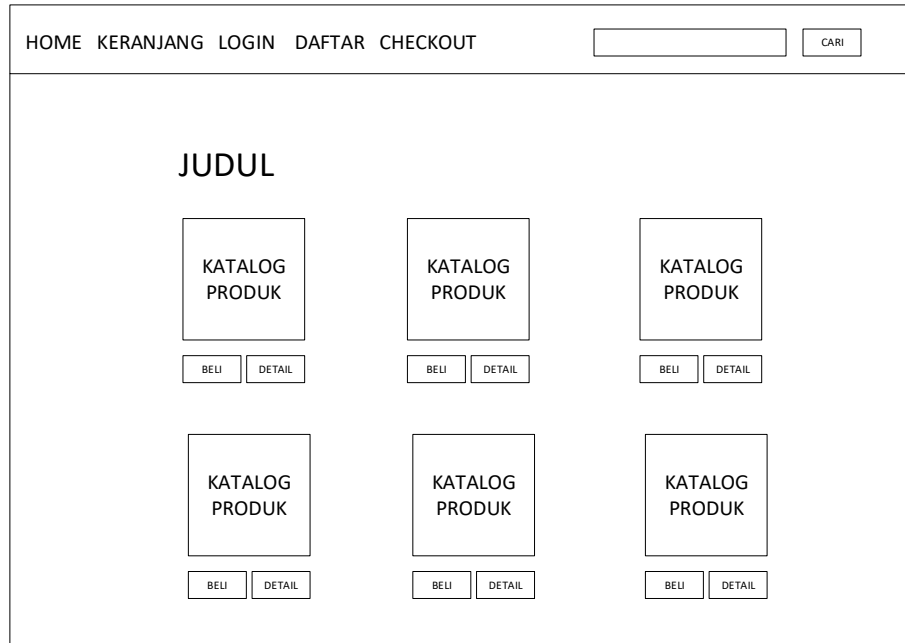 HOME KERANJANG LOGIN DAFTAR CHECKOUT CARI
JUDUL
KATALOG KATALOG KATALOG
PRODUK PRODUK PRODUK
BELI DETAIL BELI DETAIL BELI DETAIL
KATALOG KATALOG KATALOG
PRODUK PRODUK PRODUK
BELI DETAIL BELI DETAIL BELI DETAIL